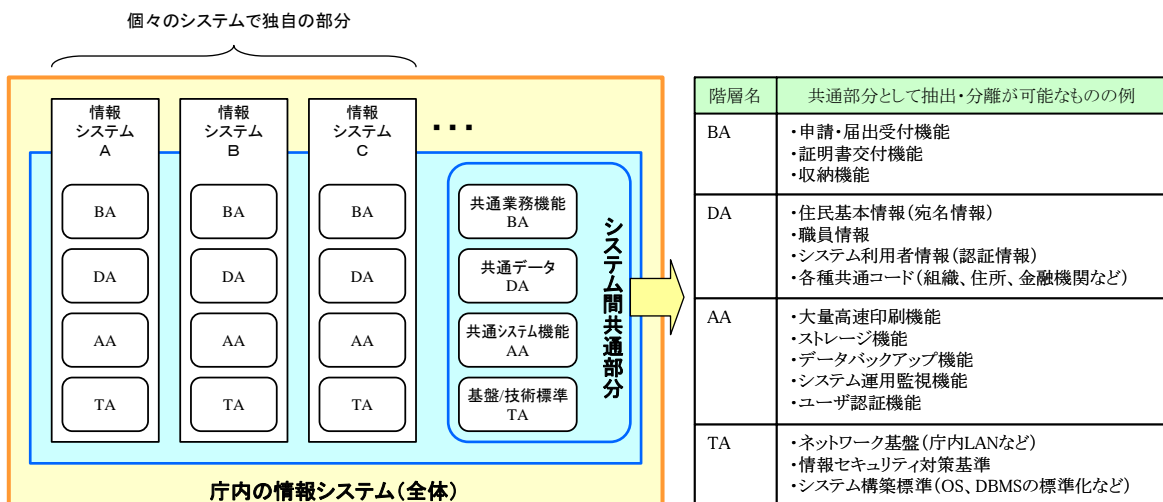 個々のシステムで独自の部分
情報
システム
A
BA
DA
AA
TA
情報
システム
B
BA
DA
AA
TA
情報
システム
C
BA
DA
AA
TA
・・・
共通業務機能
BA
共通データ
DA
共通システム機能
AA
基盤/技術標準
TA
システム間共通部分
庁内の情報システム(全体)
階層名 共通部分として抽出・分離が可能なものの例
BA ・申請・届出受付機能
・証明書交付機能
・収納機能
DA ・住民基本情報(宛名情報)
・職員情報
・システム利用者情報(認証情報)
・各種共通コード(組織、住所、金融機関など)
AA ・大量高速印刷機能
・ストレージ機能
・データバックアップ機能
・システム運用監視機能
・ユーザ認証機能
TA ・ネットワーク基盤(庁内LANなど)
・情報セキュリティ対策基準
・システム構築標準(OS、DBMSの標準化など)